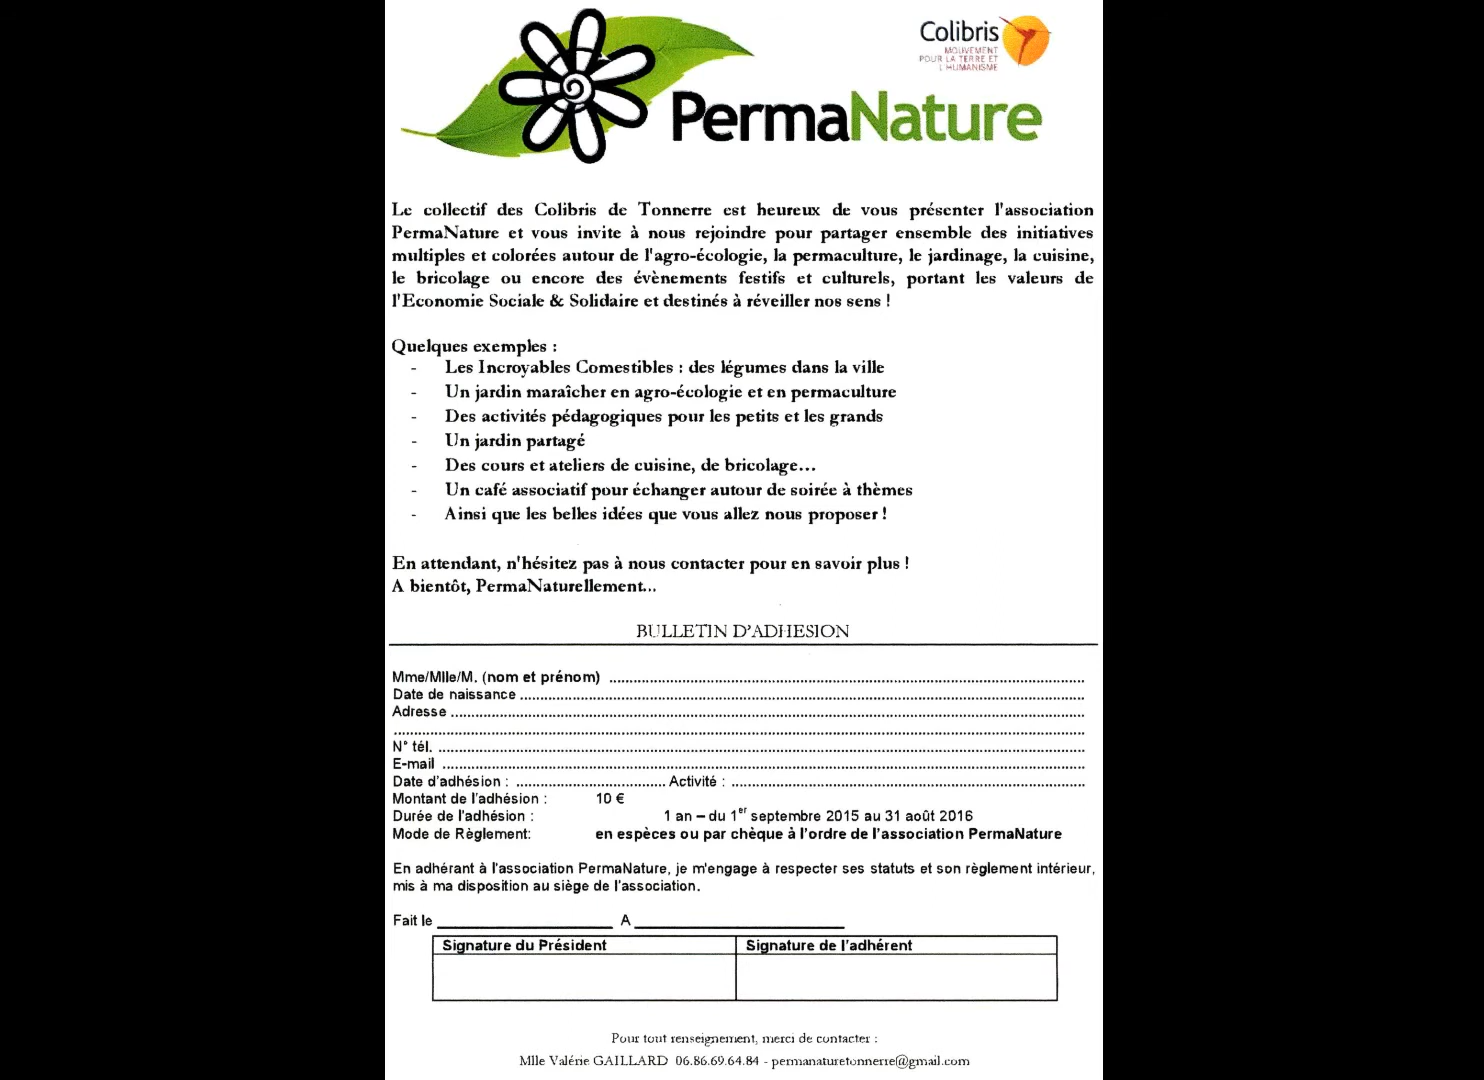 Colibris
MOUVEMENT
POUR LA TERRE ET
L'HUMANISME
PermaNature
Le collectif des Colibris de Tonnerre est heureux de vous présenter l'association
PermaNature et vous invite à nous rejoindre pour partager ensemble des initiatives
multiples et colorées autour de l'agro-écologie, la permaculture, le jardinage, la cuisine,
le bricolage ou encore des évènements festifs et culturels, portant les valeurs de
l'Economie Sociale & Solidaire et destinés à réveiller nos sens !
Quelques exemples :
- Les Incroyables Comestibles : des légumes dans la ville
- Un jardin maraîcher en agro-écologie et en permaculture
- Des activités pédagogiques pour les petits et les grands
- Un jardin partagé
- Des cours et ateliers de cuisine, de bricolage...
- Un café associatif pour échanger autour de soirée à thèmes
- Ainsi que les belles idées que vous allez nous proposer !
En attendant, n'hésitez pas à nous contacter pour en savoir plus !
A bientôt, PermaNaturellement...
BULLETIN D'ADHESION
Mme/Mlle/M. (nom et prénom) ..........
Date de naissance ..........
Adresse ..........
..........
N° tél. ..........
E-mail ..........
Date d'adhésion : .......... Activité : ..........
Montant de l'adhésion : 10 €
Durée de l'adhésion : 1 an – du 1er septembre 2015 au 31 août 2016
Mode de Règlement: en espèces ou par chèque à l'ordre de l'association PermaNature
En adhérant à l'association PermaNature, je m'engage à respecter ses statuts et son règlement intérieur,
mis à ma disposition au siège de l'association.
Fait le __________ A __________
Signature du Président Signature de l'adhérent
Pour tout renseignement, merci de contacter :
Mlle Valérie GAILLARD 06.86.69.64.84 - permanaturetonnerre@gmail.com